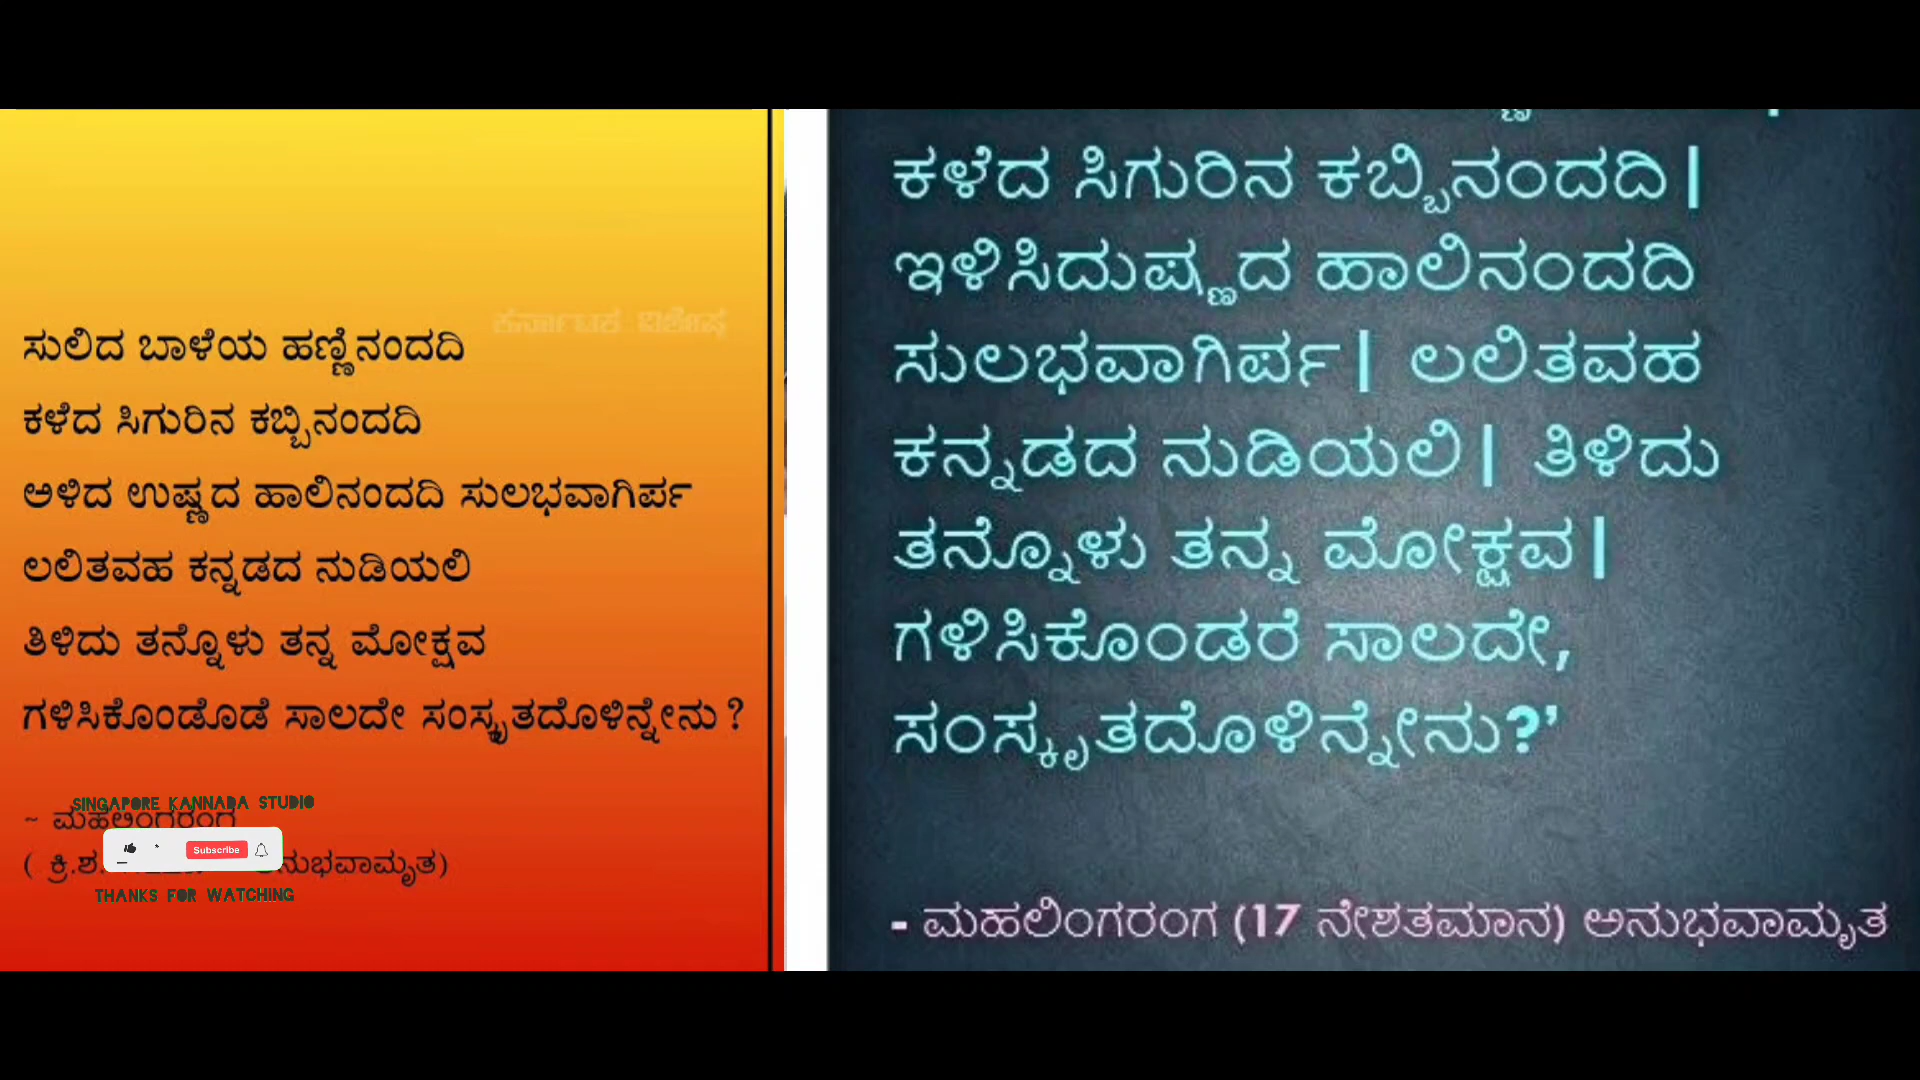 ಕರ್ನಾಟಕ ವಿಶೇಷ
ಸುಲಿದ ಬಾಳೆಯ ಹಣ್ಣಿನಂದದಿ
ಕಳೆದ ಸಿಗುರಿನ ಕಬ್ಬಿನಂದದಿ
ಅಳಿದ ಉಷ್ಣದ ಹಾಲಿನಂದದಿ ಸುಲಭವಾಗಿರ್ಪ
ಲಲಿತವಹ ಕನ್ನಡದ ನುಡಿಯಲಿ
ತಿಳಿದು ತನ್ನೊಳು ತನ್ನ ಮೋಕ್ಷವ
ಗಳಿಸಿಕೊಂಡೊಡೆ ಸಾಲದೇ ಸಂಸ್ಕೃತದೊಳಿನ್ನೇನು?
SINGAPORE KANNADA STUDIO
~ ಮಹಲಿಂಗರಂಗ
Subscribe
( ಕ್ರಿ.ಶ. ಅನುಭವಾಮೃತ)
THANKS FOR WATCHING
ಕಳೆದ ಸಿಗುರಿನ ಕಬ್ಬಿನಂದದಿ|
ಇಳಿಸಿದುಷ್ಣದ ಹಾಲಿನಂದದಿ
ಸುಲಭವಾಗಿರ್ಪ| ಲಲಿತವಹ
ಕನ್ನಡದ ನುಡಿಯಲಿ| ತಿಳಿದು
ತನ್ನೊಳು ತನ್ನ ಮೋಕ್ಷವ|
ಗಳಿಸಿಕೊಂಡರೆ ಸಾಲದೇ,
ಸಂಸ್ಕೃತದೊಳಿನ್ನೇನು?’
- ಮಹಲಿಂಗರಂಗ (17 ನೇಶತಮಾನ) ಅನುಭವಾಮೃತ